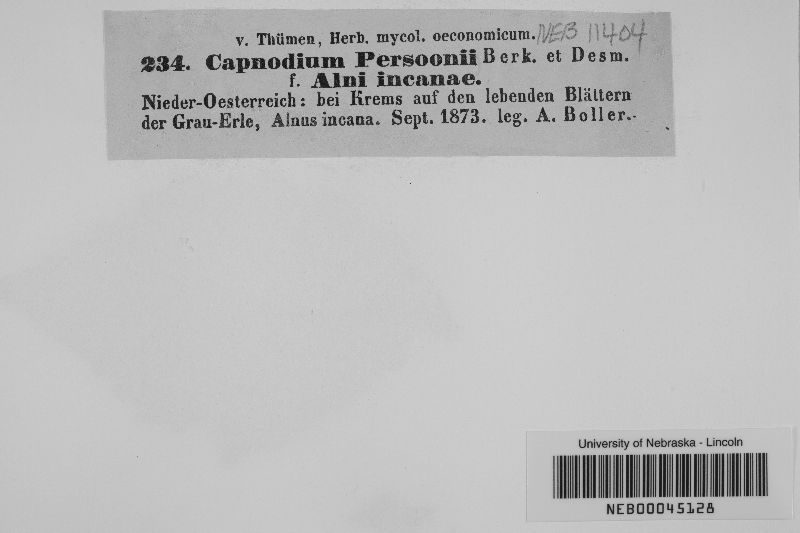 v. Thümen, Herb. mycol. oeconomicum. NEB 11404
234. Capnodium Persoonii Berk. et Desm.
f. Alni incanae.
Nieder-Oesterreich: bei Krems auf den lebenden Blättern
der Grau-Erle, Alnus incana. Sept. 1873. leg. A. Boller.
University of Nebraska - Lincoln
NEB00045128